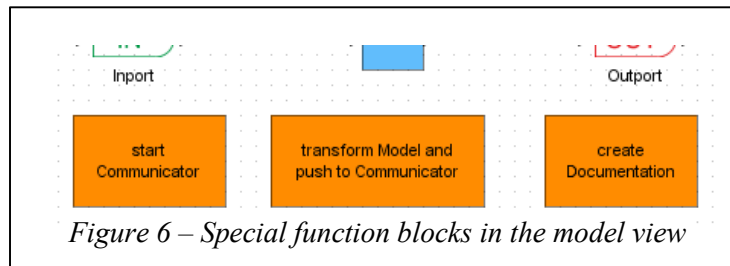 Inport
Outport
start
Communicator
transform Model and
push to Communicator
create
Documentation
Figure 6 – Special function blocks in the model view